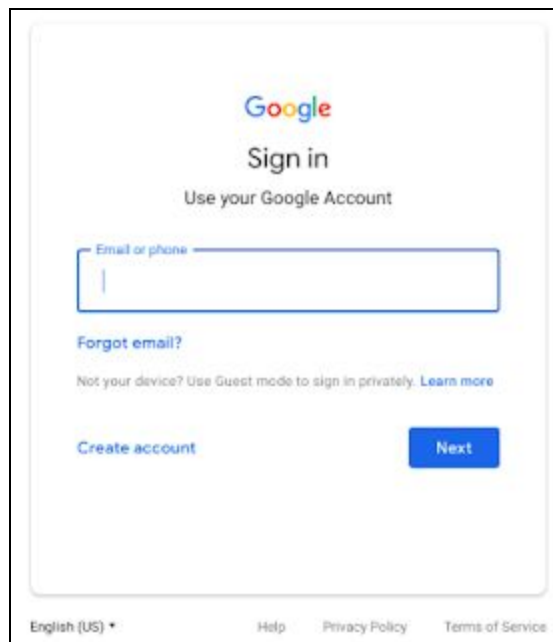 Google
Sign in
Use your Google Account
Email or phone
Forgot email?
Not your device? Use Guest mode to sign in privately. Learn more
Create account Next
English (US) Help Privacy Policy Terms of Service